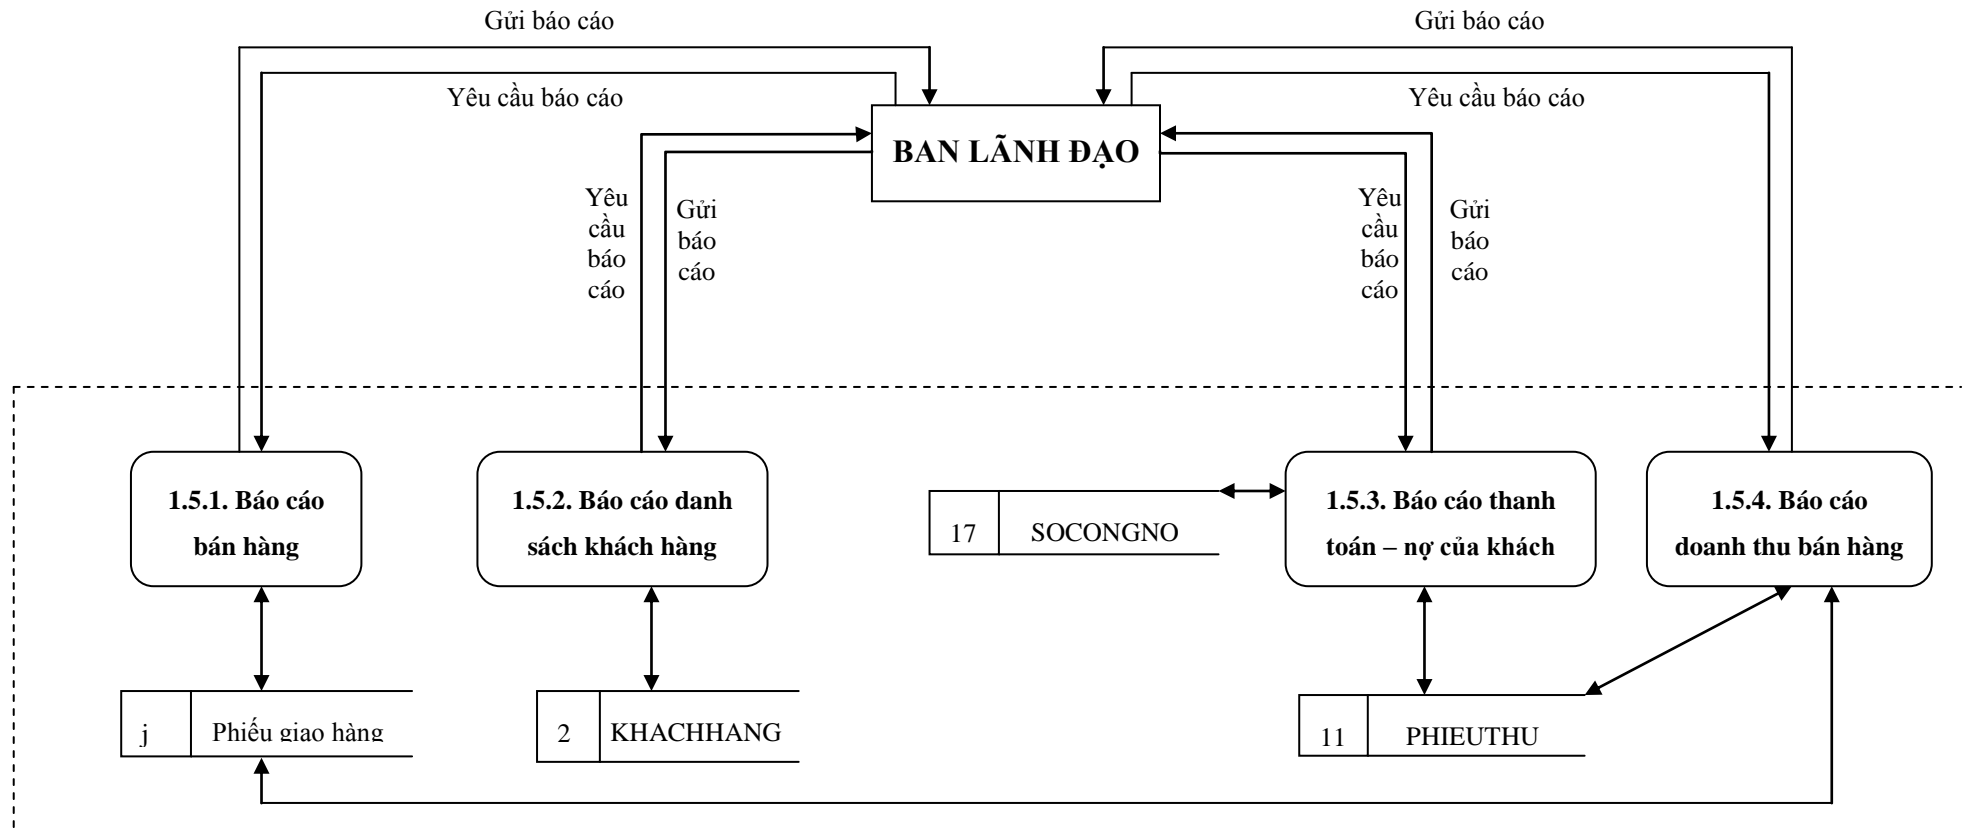 Gửi báo cáo
Gửi báo cáo
Yêu cầu báo cáo
Yêu cầu báo cáo
BAN LÃNH ĐẠO
Yêu
cầu
báo
cáo
Gửi
báo
cáo
Yêu
cầu
báo
cáo
Gửi
báo
cáo
1.5.1. Báo cáo
bán hàng
1.5.2. Báo cáo danh
sách khách hàng
17 SOCONGNO
1.5.3. Báo cáo thanh
toán – nợ của khách
1.5.4. Báo cáo
doanh thu bán hàng
j Phiếu giao hàng
2 KHACHHANG
11 PHIEUTHU